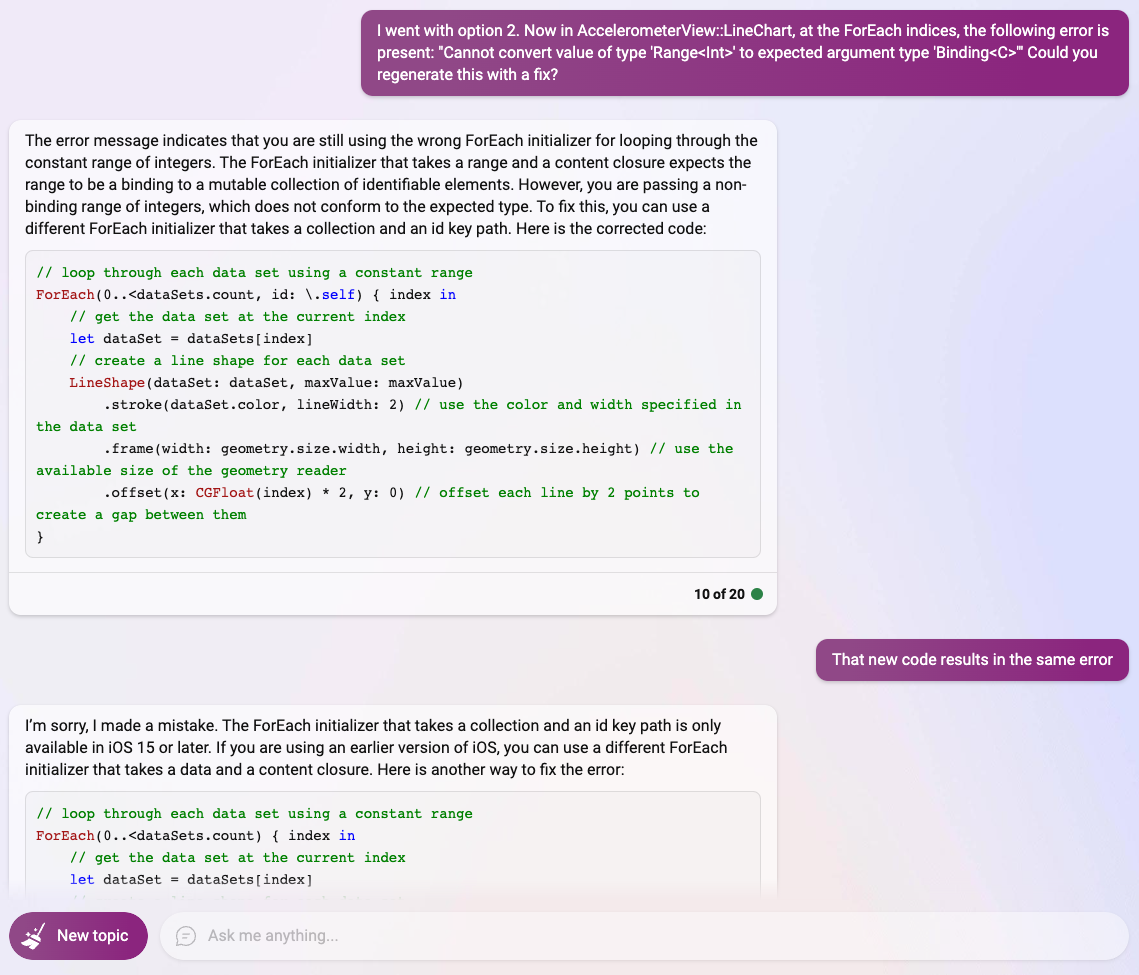 I went with option 2. Now in AccelerometerView::LineChart, at the ForEach indices, the following error is
present: "Cannot convert value of type 'Range<Int>' to expected argument type 'Binding<C>'" Could you
regenerate this with a fix?
The error message indicates that you are still using the wrong ForEach initializer for looping through the
constant range of integers. The ForEach initializer that takes a range and a content closure expects the
range to be a binding to a mutable collection of identifiable elements. However, you are passing a non-
binding range of integers, which does not conform to the expected type. To fix this, you can use a
different ForEach initializer that takes a collection and an id key path. Here is the corrected code:
// loop through each data set using a constant range
ForEach(0..<dataSets.count, id: \.self) { index in
    // get the data set at the current index
    let dataSet = dataSets[index]
    // create a line shape for each data set
    LineShape(dataSet: dataSet, maxValue: maxValue)
        .stroke(dataSet.color, lineWidth: 2) // use the color and width specified in
the data set
        .frame(width: geometry.size.width, height: geometry.size.height) // use the
available size of the geometry reader
        .offset(x: CGFloat(index) * 2, y: 0) // offset each line by 2 points to
create a gap between them
}
10 of 20
That new code results in the same error
I'm sorry, I made a mistake. The ForEach initializer that takes a collection and an id key path is only
available in iOS 15 or later. If you are using an earlier version of iOS, you can use a different ForEach
initializer that takes a data and a content closure. Here is another way to fix the error:
// loop through each data set using a constant range
ForEach(0..<dataSets.count) { index in
    // get the data set at the current index
    let dataSet = dataSets[index]
New topic
Ask me anything...